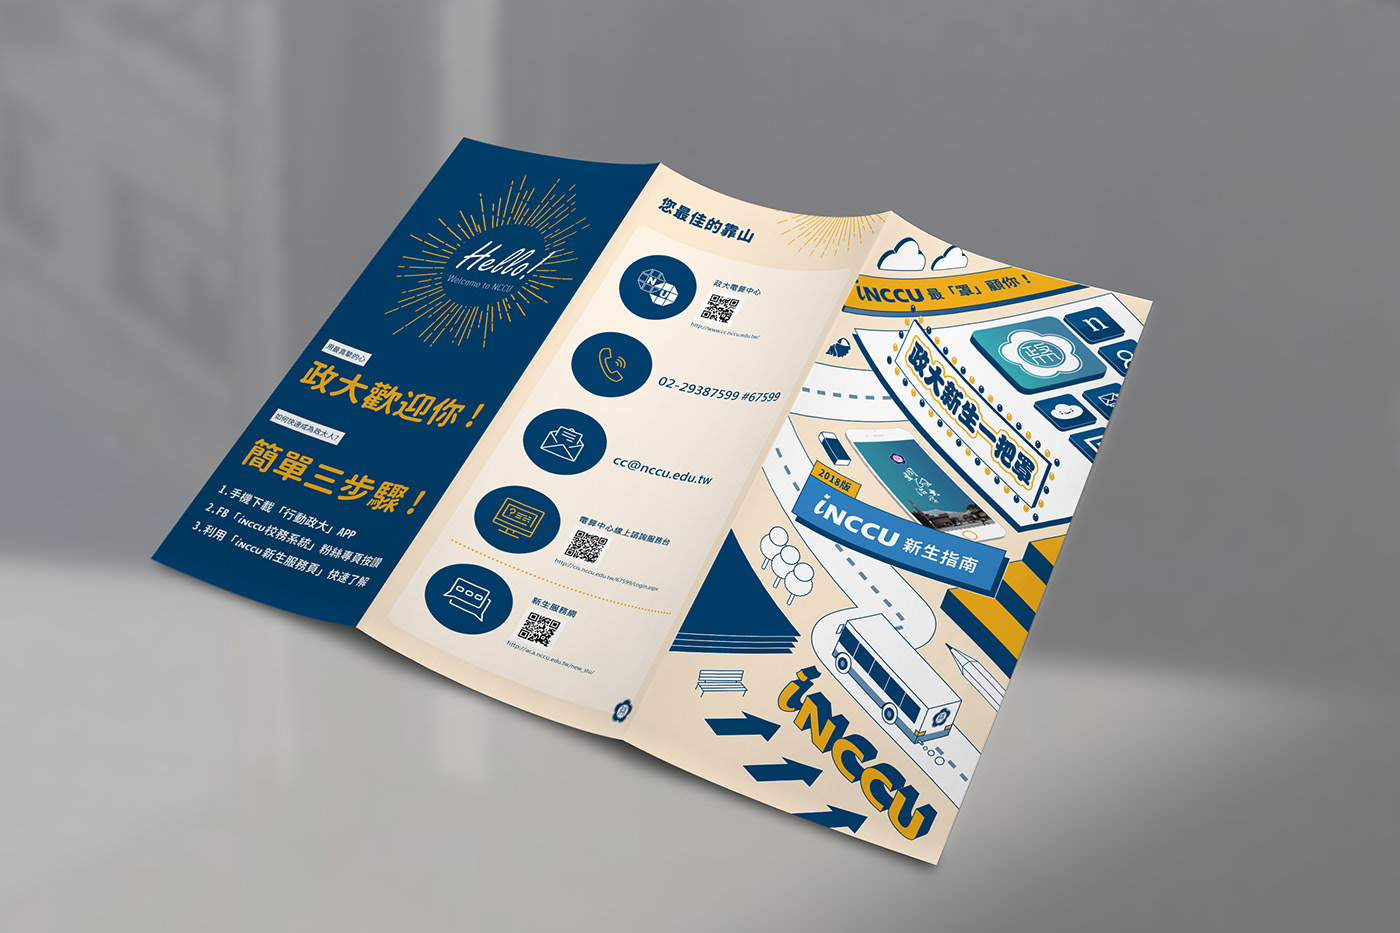 Hello!
Welcome to NCCU
用最真摯的心
政大歡迎你！
如何快速成為政大人？
簡單三步驟！
1.手機下載「行動政大」APP
2.FB「iNCCU校務系統」粉絲專頁按讚
3.利用「iNCCU新生服務頁」快速了解
您最佳的靠山
NU
政大電算中心
http://www.cc.nccu.edu.tw/
02-29387599 #67599
cc@nccu.edu.tw
電算中心線上諮詢服務台
http://cis.nccu.edu.tw/67599/Login.aspx
新生服務網
http://aca.nccu.edu.tw/new_stu/
iNCCU 最「罩」顧你！
n
政大新生一把罩
2018版
iNCCU 新生指南
iNCCU